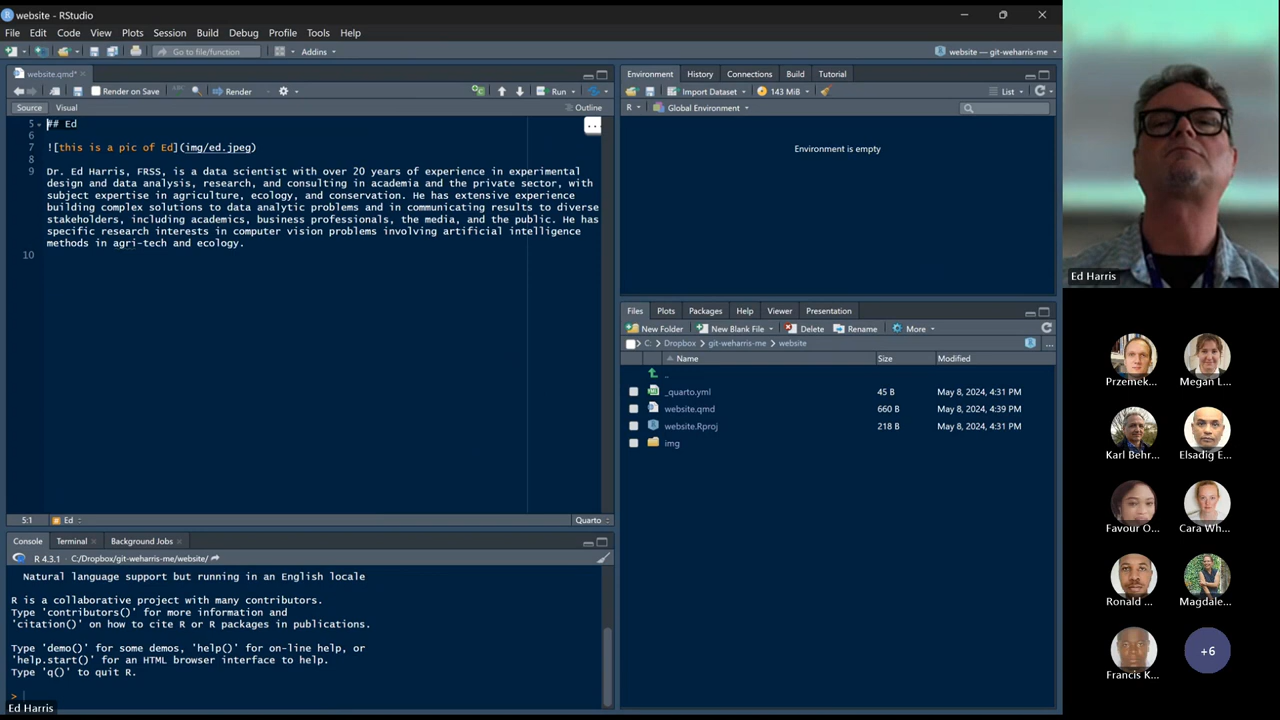 website - RStudio
File Edit Code View Plots Session Build Debug Profile Tools Help
Go to file/function Addins website — git-weharris-me
website.qmd*
Render on Save Render Run
Source Visual Outline
5 ## Ed
6
7 ![this is a pic of Ed](img/ed.jpeg)
8
9 Dr. Ed Harris, FRSS, is a data scientist with over 20 years of experience in experimental
design and data analysis, research, and consulting in academia and the private sector, with
subject expertise in agriculture, ecology, and conservation. He has extensive experience
building complex solutions to data analytic problems and in communicating results to diverse
stakeholders, including academics, business professionals, the media, and the public. He has
specific research interests in computer vision problems involving artificial intelligence
methods in agri-tech and ecology.
10
5:1 Ed Quarto
Console Terminal Background Jobs
R 4.3.1 · C:/Dropbox/git-weharris-me/website/
Natural language support but running in an English locale
R is a collaborative project with many contributors.
Type 'contributors()' for more information and
'citation()' on how to cite R or R packages in publications.
Type 'demo()' for some demos, 'help()' for on-line help, or
'help.start()' for an HTML browser interface to help.
Type 'q()' to quit R.
>
Ed Harris
Environment History Connections Build Tutorial
Import Dataset 143 MiB List
R Global Environment
Environment is empty
Files Plots Packages Help Viewer Presentation
New Folder New Blank File Delete Rename More
C: Dropbox git-weharris-me website
Name Size Modified
..
_quarto.yml 45 B May 8, 2024, 4:31 PM
website.qmd 660 B May 8, 2024, 4:39 PM
website.Rproj 218 B May 8, 2024, 4:31 PM
img
Ed Harris
Przemek... Megan L...
Karl Behr... Elsadig E...
Favour O... Cara Wh...
Ronald ... Magdale...
Francis K... +6